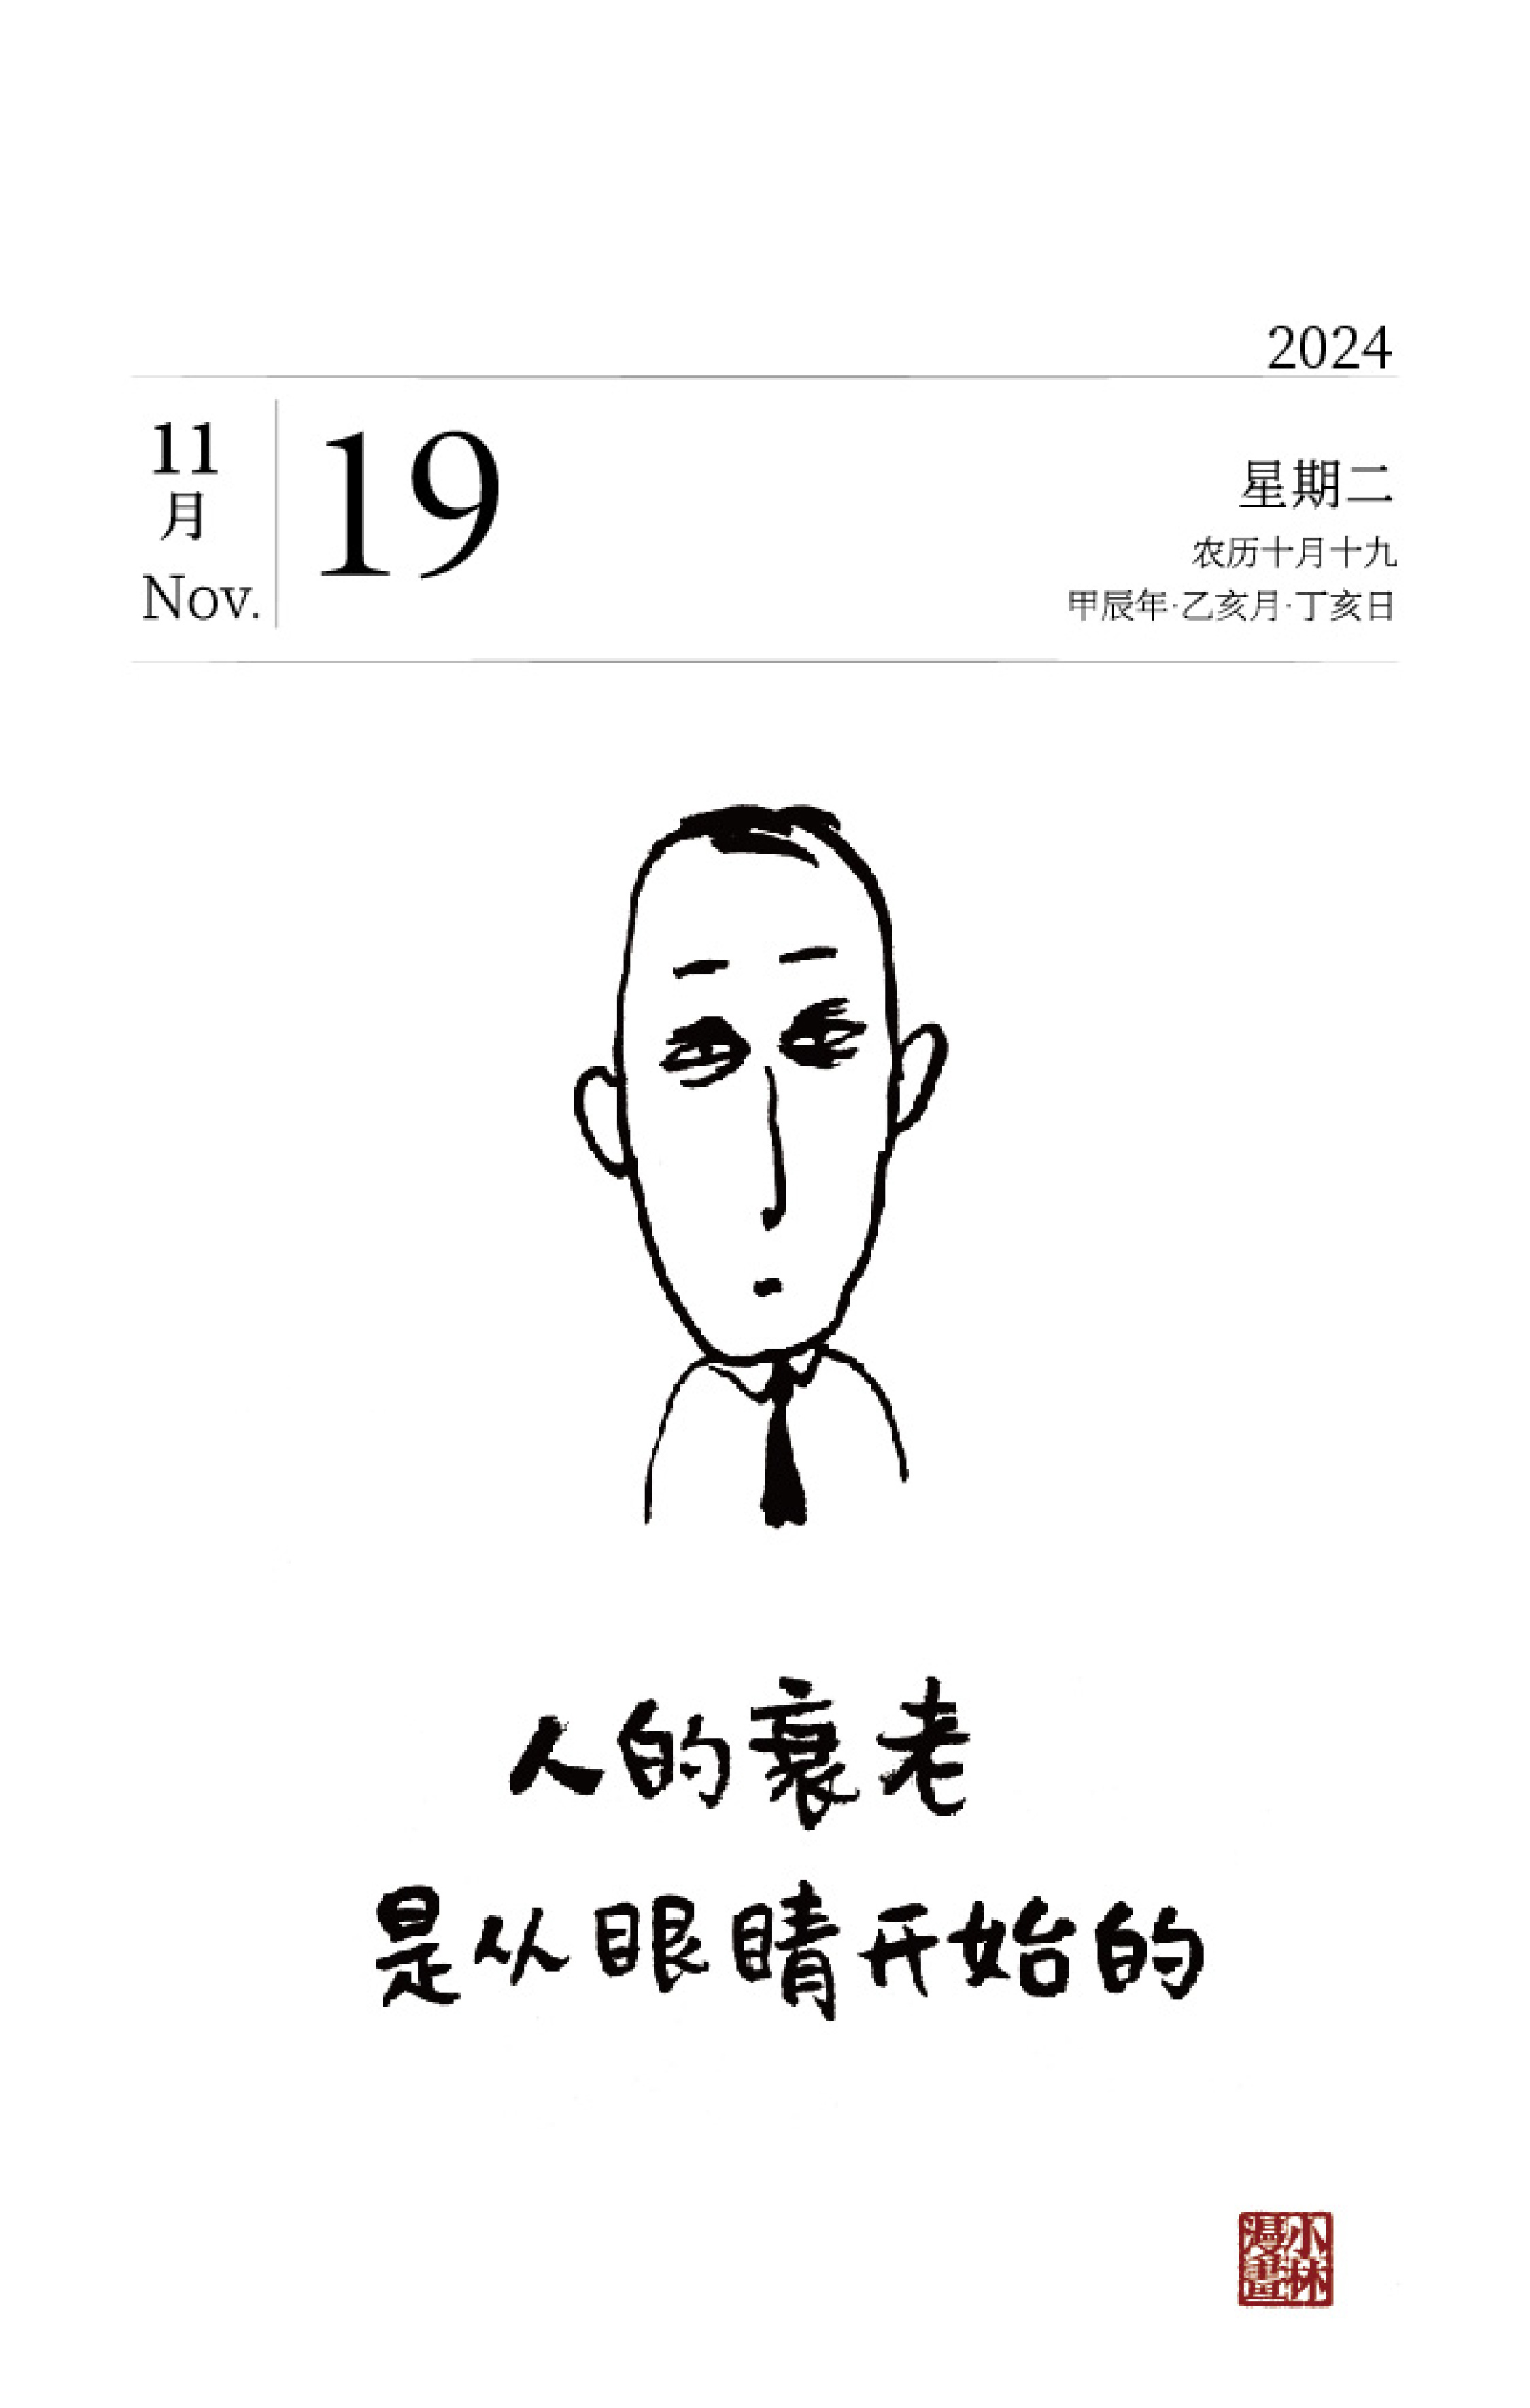 2024
11
月
Nov.
19
星期二
农历十月十九
甲辰年·乙亥月·丁亥日
人的衰老
是从眼睛开始的
小林
漫畫